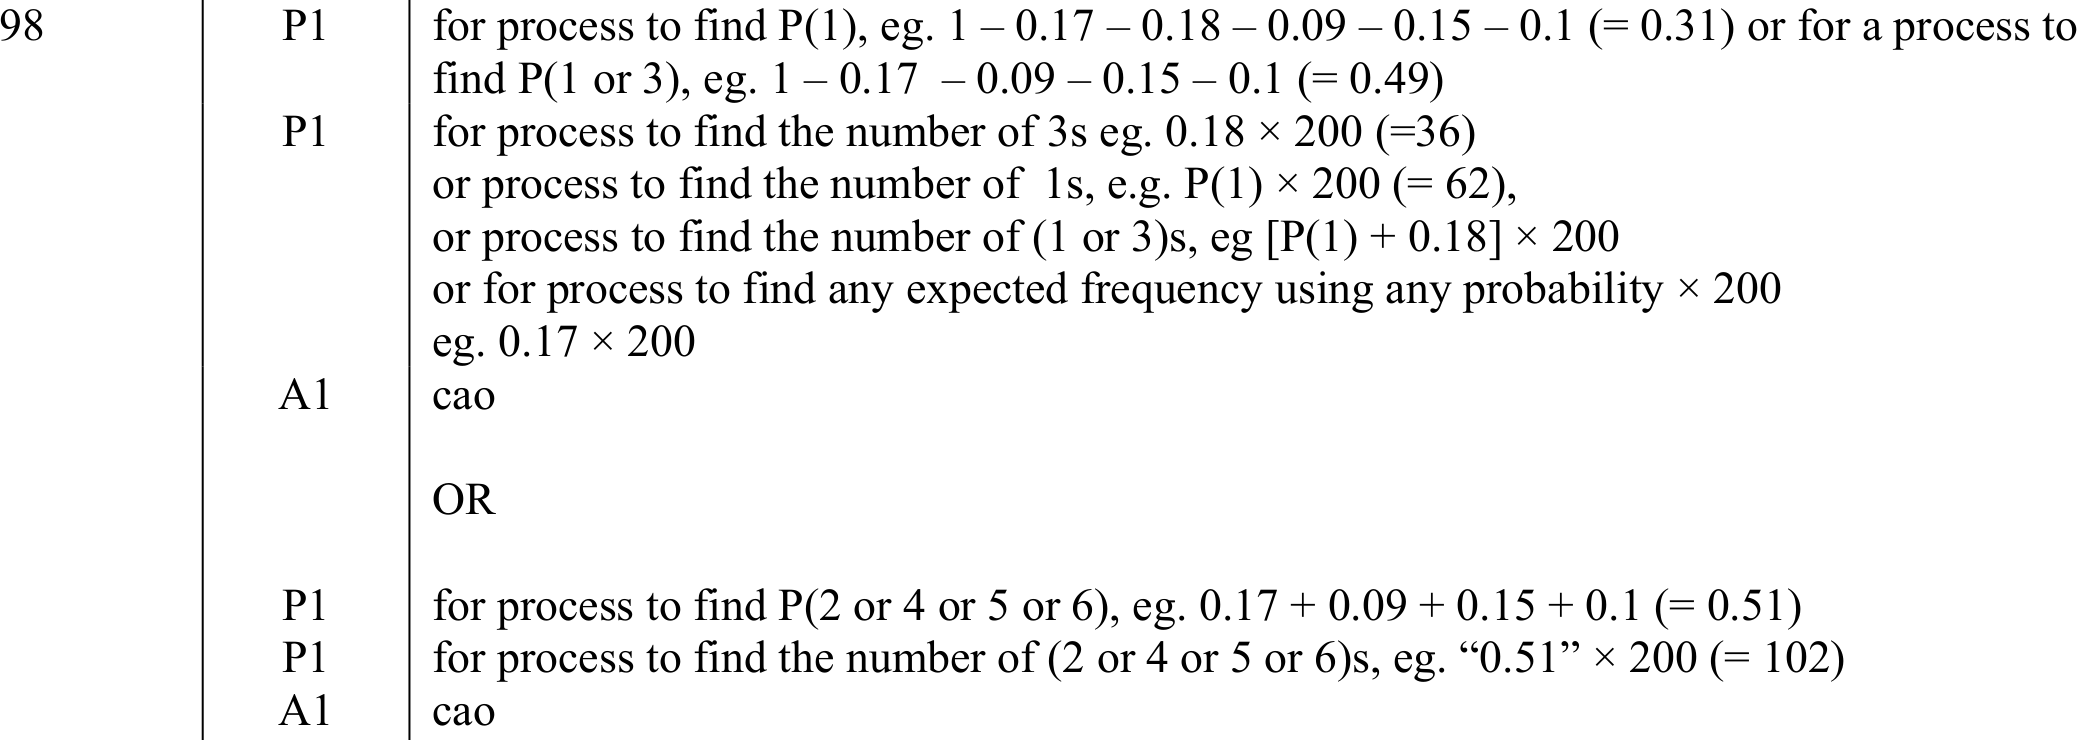 98 P1 for process to find P(1), eg. 1 – 0.17 – 0.18 – 0.09 – 0.15 – 0.1 (= 0.31) or for a process to
find P(1 or 3), eg. 1 – 0.17 – 0.09 – 0.15 – 0.1 (= 0.49)
P1 for process to find the number of 3s eg. 0.18 × 200 (=36)
or process to find the number of 1s, e.g. P(1) × 200 (= 62),
or process to find the number of (1 or 3)s, eg [P(1) + 0.18] × 200
or for process to find any expected frequency using any probability × 200
eg. 0.17 × 200
A1 cao
OR
P1 for process to find P(2 or 4 or 5 or 6), eg. 0.17 + 0.09 + 0.15 + 0.1 (= 0.51)
P1 for process to find the number of (2 or 4 or 5 or 6)s, eg. “0.51” × 200 (= 102)
A1 cao